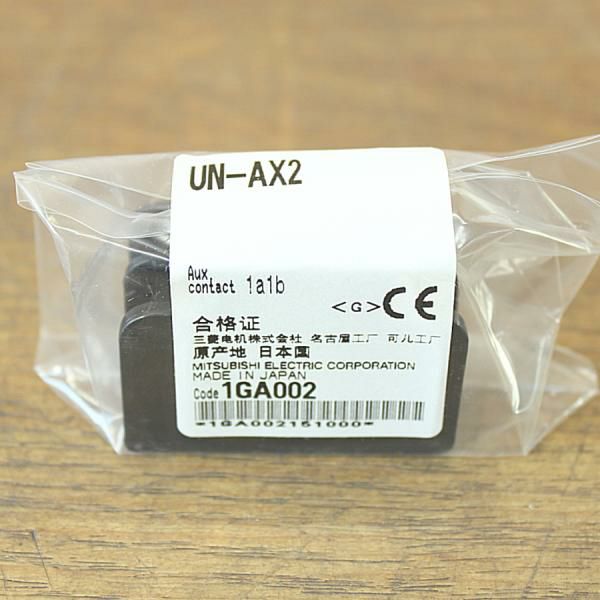 UN-AX2
Aux
contact 1a1b
<G> CE
合格证
三菱电机株式会社 名古屋工厂 可儿工厂
原产地 日本国
MITSUBISHI ELECTRIC CORPORATION
MADE IN JAPAN
Code 1GA002
*1GA002151000*